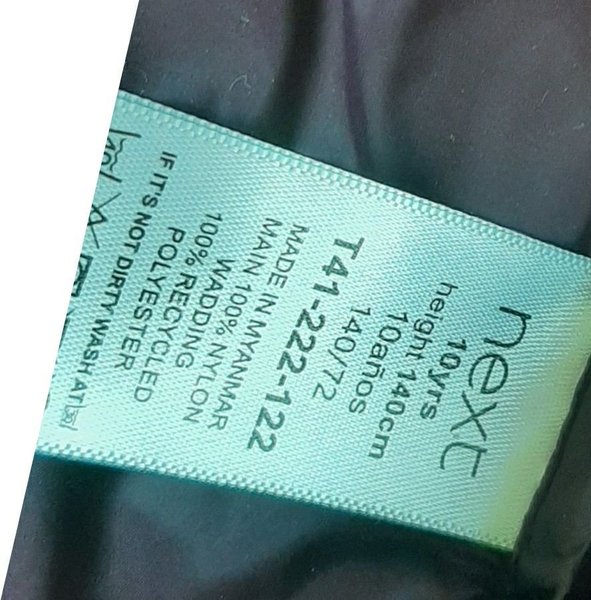 next
10yrs
height 140cm
10años
140/72
T41-222-122
MADE IN MYANMAR
MAIN 100% NYLON
WADDING
100% RECYCLED
POLYESTER
IF IT'S NOT DIRTY WASH AT